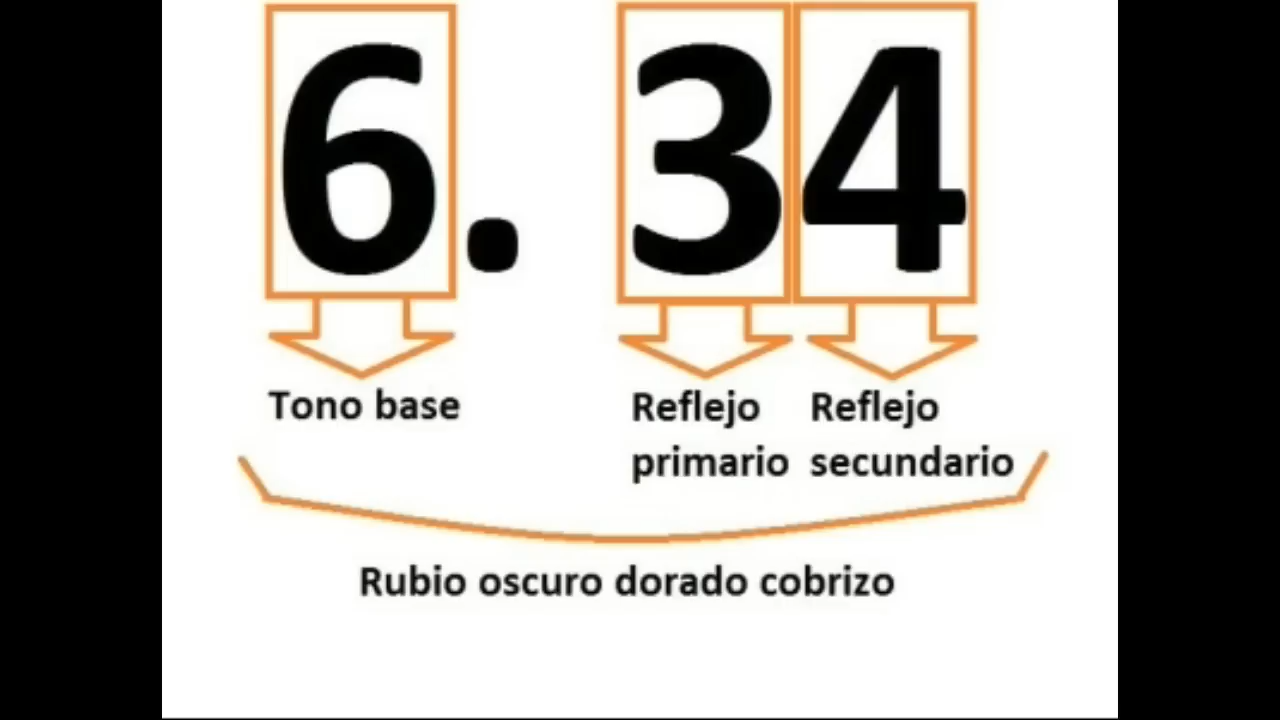 6. 34
Tono base
Reflejo primario
Reflejo secundario
Rubio oscuro dorado cobrizo